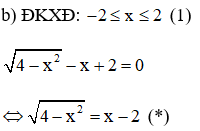 b) ĐKXĐ: −2 ≤ x ≤ 2 (1)
√(4 − x²) − x + 2 = 0
⇔ √(4 − x²) = x − 2 (*)